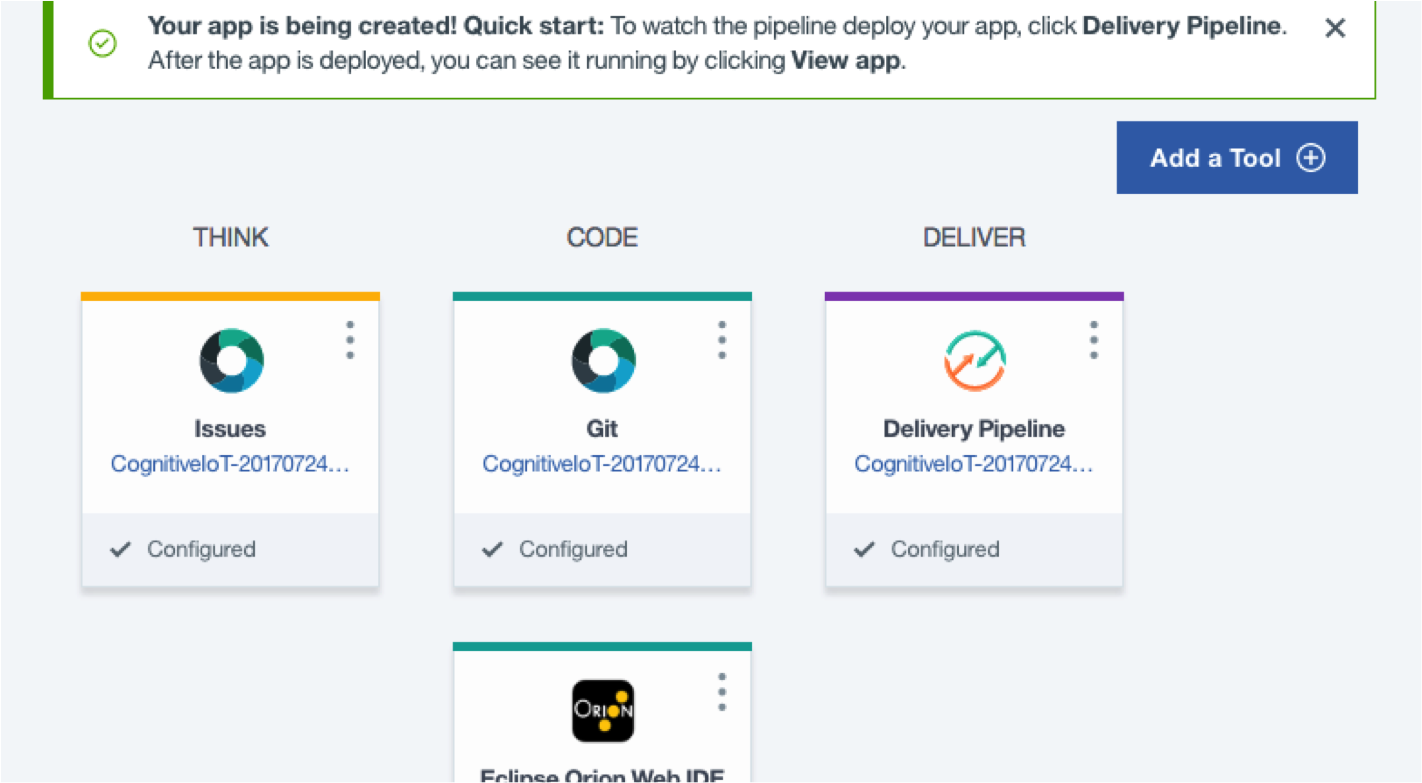 Your app is being created! Quick start: To watch the pipeline deploy your app, click Delivery Pipeline.
After the app is deployed, you can see it running by clicking View app.
Add a Tool
THINK
CODE
DELIVER
Issues
CognitiveIoT-20170724...
Configured
Git
CognitiveIoT-20170724...
Configured
Delivery Pipeline
CognitiveIoT-20170724...
Configured
ORION
Eclipse Orion Web IDE